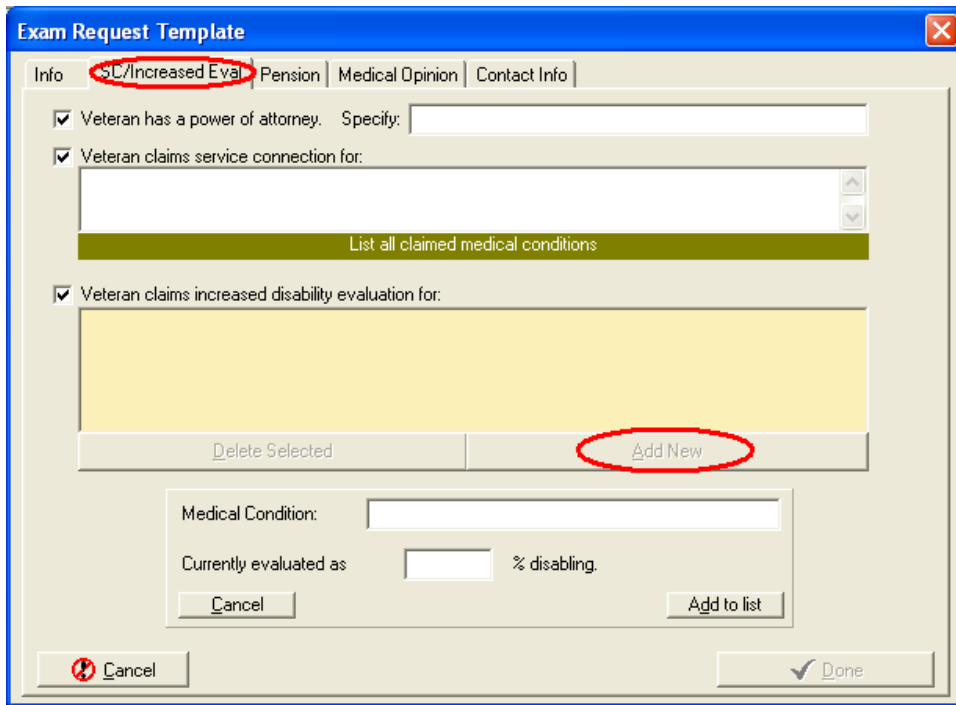 Exam Request Template
Info SC/Increased Eval Pension Medical Opinion Contact Info
Veteran has a power of attorney. Specify:
Veteran claims service connection for:
List all claimed medical conditions
Veteran claims increased disability evaluation for:
Delete Selected Add New
Medical Condition:
Currently evaluated as % disabling.
Cancel Add to list
Cancel Done